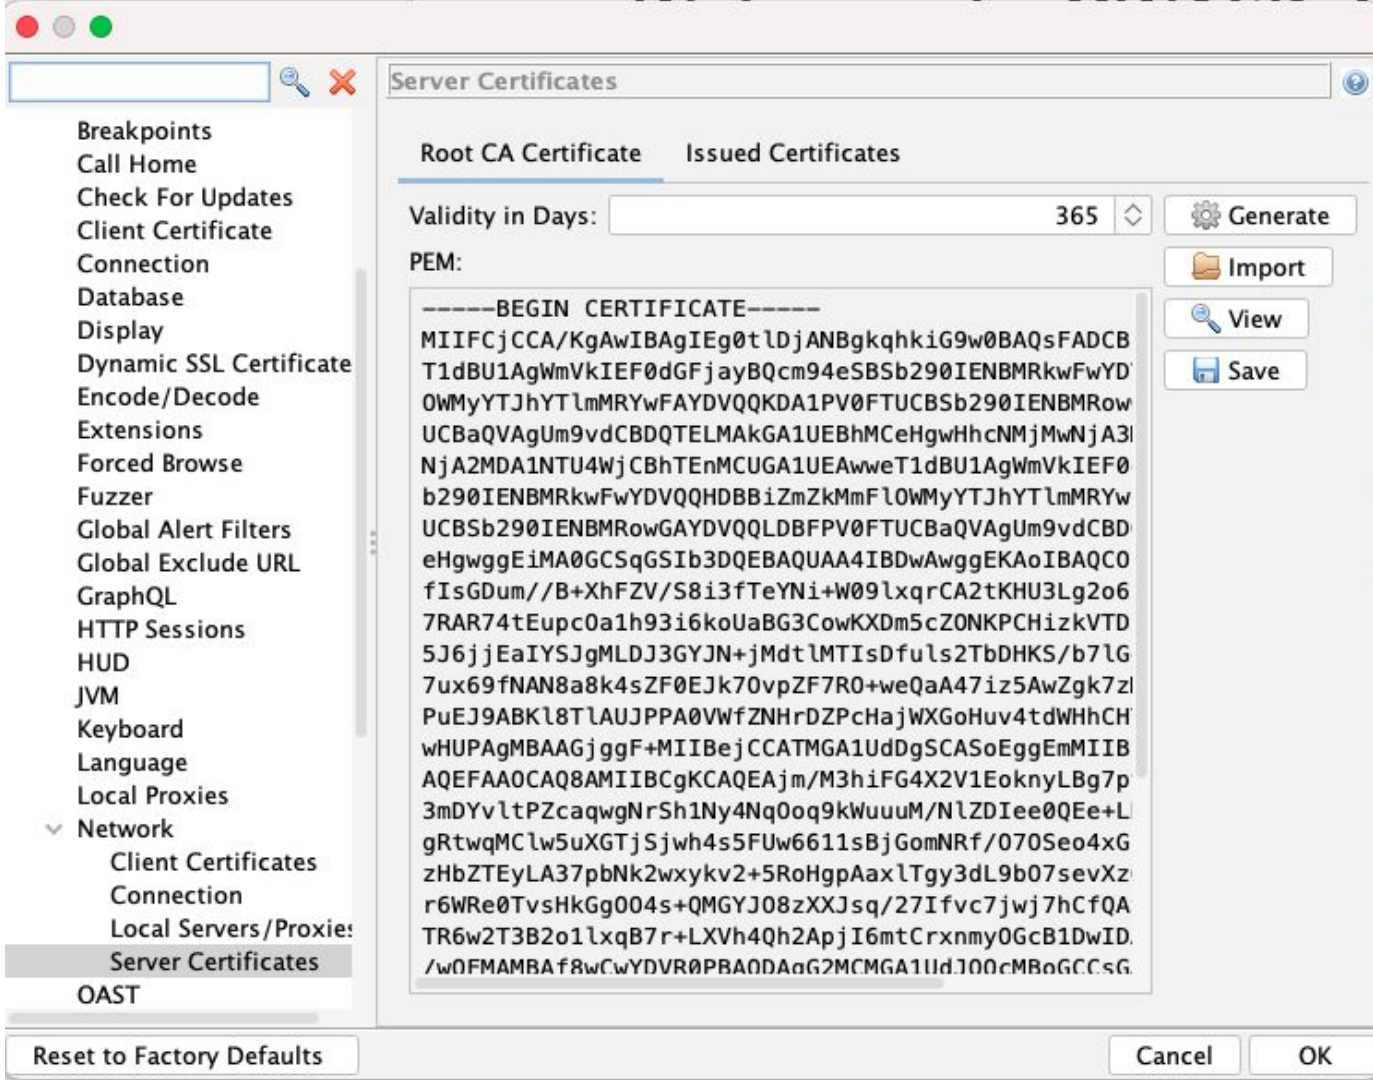 Server Certificates
Breakpoints
Call Home
Check For Updates
Client Certificate
Connection
Database
Display
Dynamic SSL Certificate
Encode/Decode
Extensions
Forced Browse
Fuzzer
Global Alert Filters
Global Exclude URL
GraphQL
HTTP Sessions
HUD
JVM
Keyboard
Language
Local Proxies
Network
Client Certificates
Connection
Local Servers/Proxies
Server Certificates
OAST
Root CA Certificate
Issued Certificates
Validity in Days:
365
Generate
PEM:
Import
View
Save
-----BEGIN CERTIFICATE-----
MIIFCjCCA/KgAwIBAgIEg0tlDjANBgkqhkiG9w0BAQsFADCB
T1dBU1AgWmVkIEF0dGFjayBQcm94eSBSb290IENBMRkwFwYD
OWMyYTJhYTlmMRYwFAYDVQQKDA1PV0FTUCBSb290IENBMRow
UCBaQVAgUm9vdCBDQTELMAkGA1UEBhMCeHgwHhcNMjMwNjA3
NjA2MDA1NTU4WjCBhTEnMCUGA1UEAwweT1dBU1AgWmVkIEF0
b290IENBMRkwFwYDVQQHDBBiZmZkMmFlOWMyYTJhYTlmMRYw
UCBSb290IENBMRowGAYDVQQLDBFPV0FTUCBaQVAgUm9vdCBD
eHgwggEiMA0GCSqGSIb3DQEBAQUAA4IBDwAwggEKAoIBAQCO
fIsGDum//B+XhFZV/S8i3fTeYNi+W09lxqrCA2tKHU3Lg2o6
7RAR74tEupcOa1h93i6koUaBG3CowKXDm5cZONKPCHizkVTD
5J6jjEaIYSJgMLDJ3GYJN+jMdtlMTIsDfuls2TbDHKS/b7lG
7ux69fNAN8a8k4sZF0EJk7OvpZF7RO+weQaA47iz5AwZgk7z
PuEJ9ABKl8TlAUJPPA0VWfZNHrDZPcHajWXGoHuv4tdWHhCH
wHUPAgMBAAGjggF+MIIBejCCATMGA1UdDgSCASoEggEmMIIB
AQEFAAOCAQ8AMIIBCgKCAQEAjm/M3hiFG4X2V1EoknyLBg7p
3mDYvltPZcaqwgNrSh1Ny4NqOoq9kWuuuM/NlZDIee0QEe+L
gRtwqMClw5uXGTjSjwh4s5FUw6611sBjGomNRf/O7OSeo4xG
zHbZTEyLA37pbNk2wxykv2+5RoHgpAaxlTgy3dL9bO7sevXz
r6WRe0TvsHkGgOO4s+QMGYJO8zXXJsq/27Ifvc7jwj7hCfQA
TR6w2T3B2o1lxqB7r+LXVh4Qh2ApjI6mtCrxnmyOGcB1DwID
/wQFMAMBAf8wCwYDVR0PBAQDAgG2MCMGA1UdJQQcMBoGCCsG
Reset to Factory Defaults
Cancel
OK